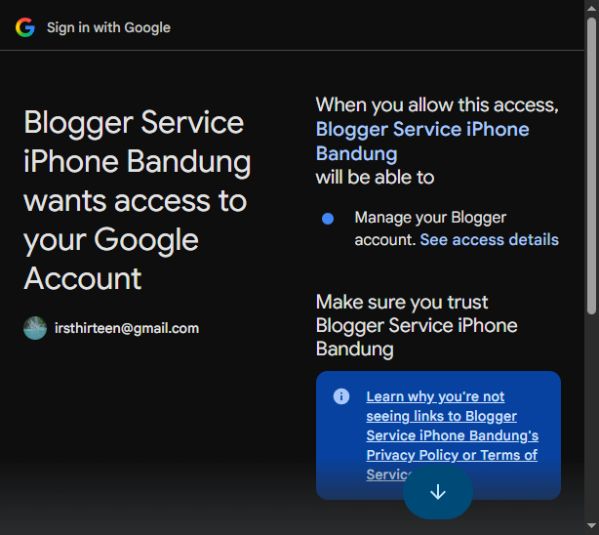 Sign in with Google
Blogger Service
iPhone Bandung
wants access to
your Google
Account
irsthirteen@gmail.com
When you allow this access,
Blogger Service iPhone
Bandung
will be able to
Manage your Blogger
account. See access details
Make sure you trust
Blogger Service iPhone
Bandung
Learn why you're not
seeing links to Blogger
Service iPhone Bandung's
Privacy Policy or Terms of